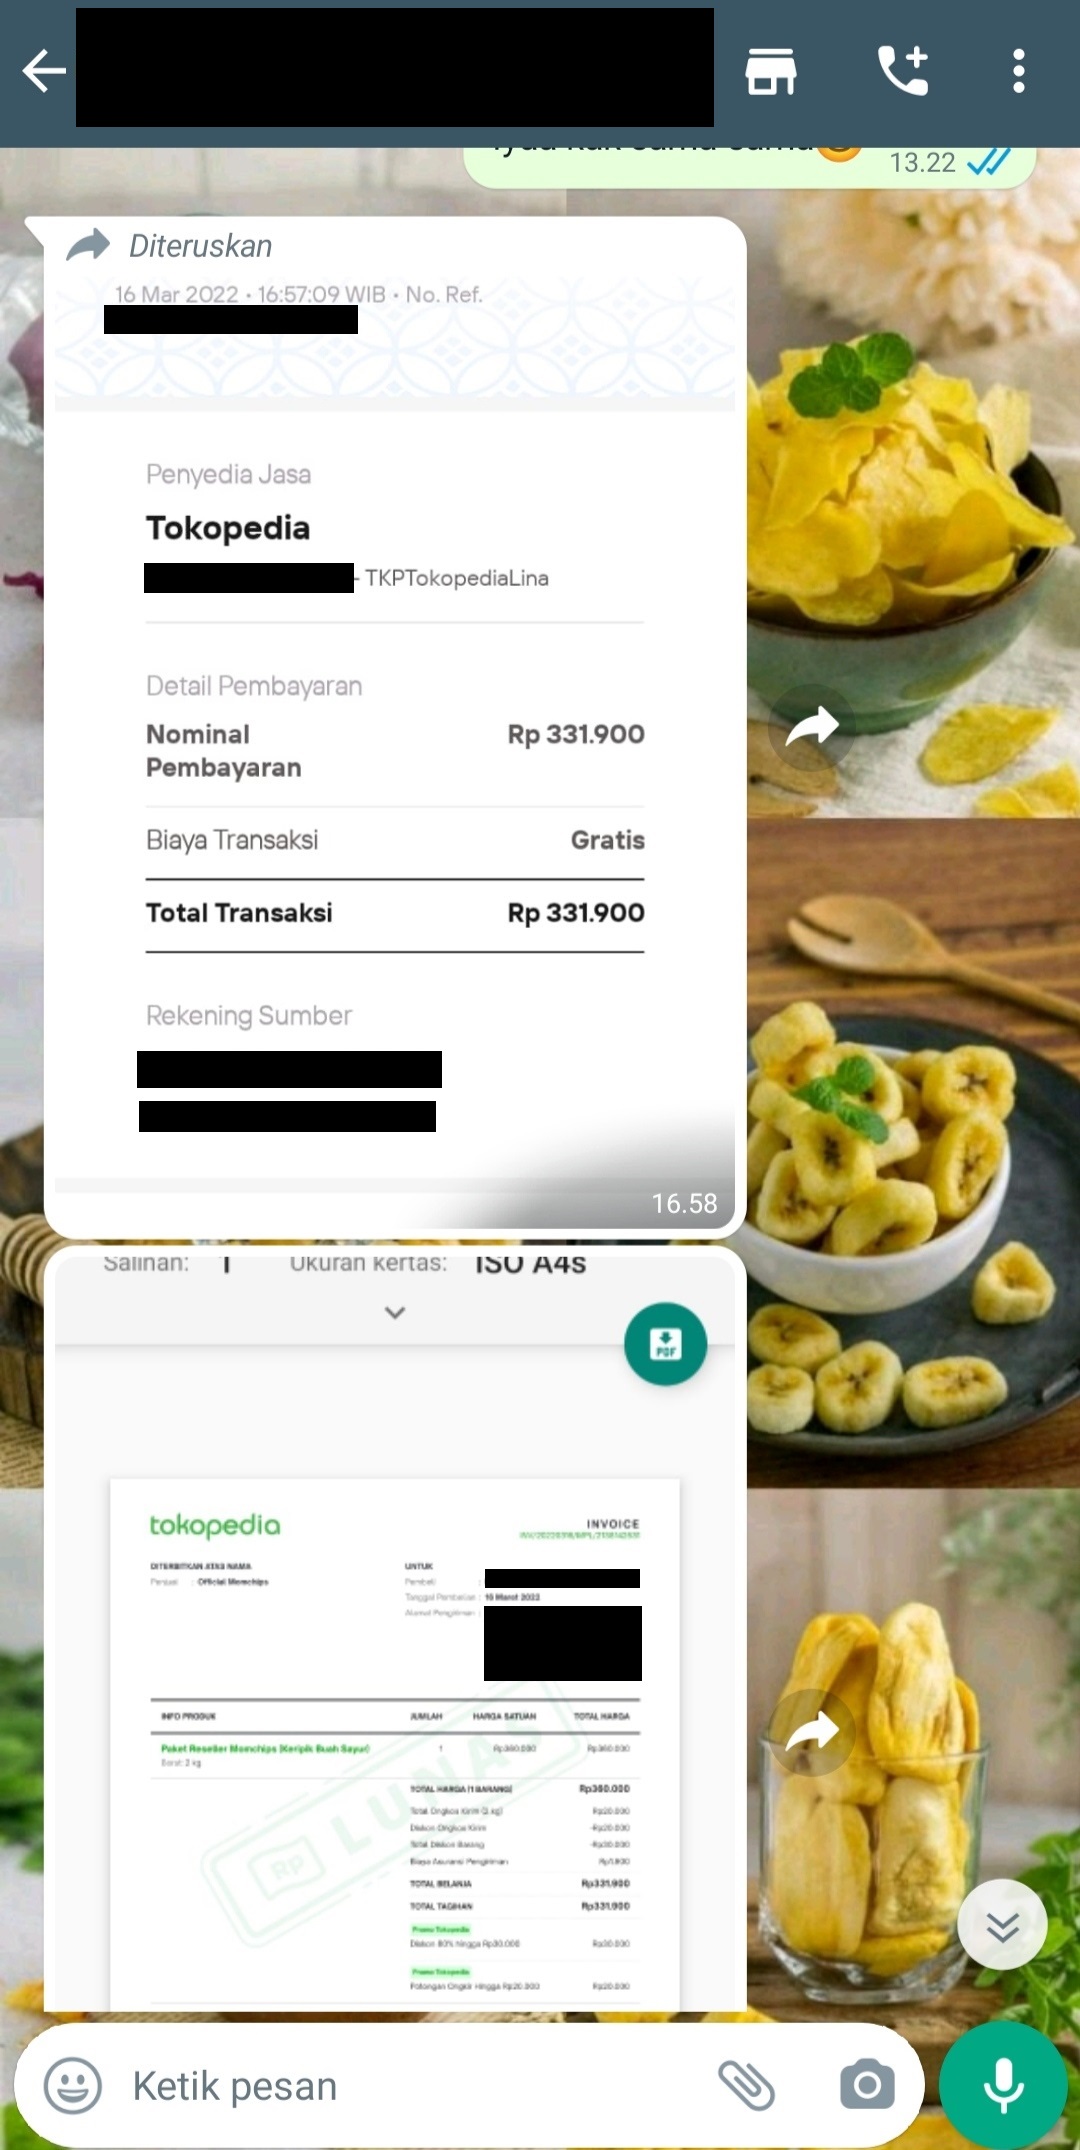 13.22
Diteruskan
16 Mar 2022 • 16:57:09 WIB • No. Ref.
Penyedia Jasa
Tokopedia
- TKPTokopediaLina
Detail Pembayaran
Nominal Pembayaran Rp 331.900
Biaya Transaksi Gratis
Total Transaksi Rp 331.900
Rekening Sumber
16.58
Salinan: 1 Ukuran kertas: ISO A4s
PDF
tokopedia
INVOICE
DITERBITKAN ATAS NAMA
Penjual : Official Momchips
UNTUK
Pembeli :
Tanggal Pembelian : 16 Maret 2022
Alamat Pengiriman :
INFO PRODUK JUMLAH HARGA SATUAN TOTAL HARGA
Paket Reseller Momchips (Keripik Buah Sayur) 1 Rp360.000 Rp360.000
Berat: 2 kg
TOTAL HARGA (1 BARANG) Rp360.000
Total Ongkos Kirim (2 kg) Rp20.000
Diskon Ongkos Kirim -Rp20.000
Total Diskon Barang -Rp30.000
Biaya Asuransi Pengiriman Rp1.900
TOTAL BELANJA Rp331.900
TOTAL TAGIHAN Rp331.900
Promo Tokopedia
Diskon 80% hingga Rp30.000 Rp30.000
Promo Tokopedia
Potongan Ongkir Hingga Rp20.000 Rp20.000
RP LUNAS
Ketik pesan